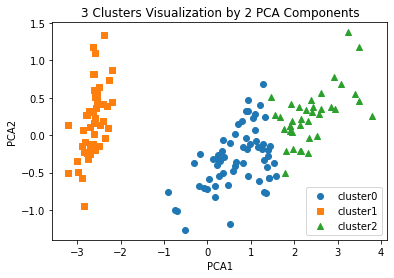 3 Clusters Visualization by 2 PCA Components
1.5
1.0
0.5
0.0
−0.5
−1.0
PCA2
−3
−2
−1
0
1
2
3
4
PCA1
cluster0
cluster1
cluster2